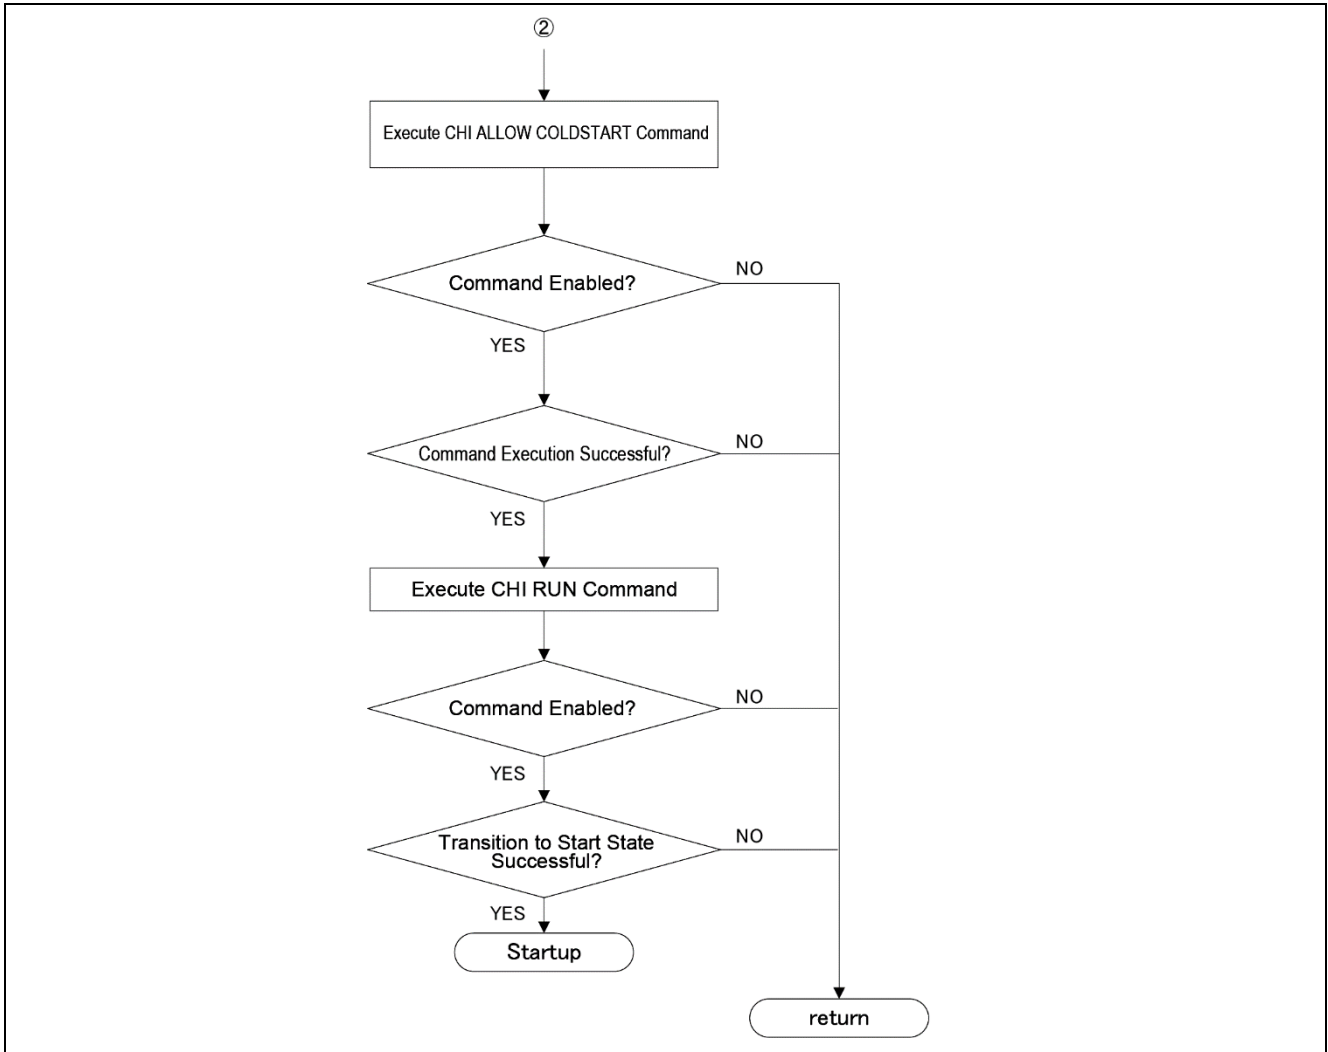 ②
Execute CHI ALLOW COLDSTART Command
Command Enabled?
NO
YES
Command Execution Successful?
NO
YES
Execute CHI RUN Command
Command Enabled?
NO
YES
Transition to Start State
Successful?
NO
YES
Startup
return